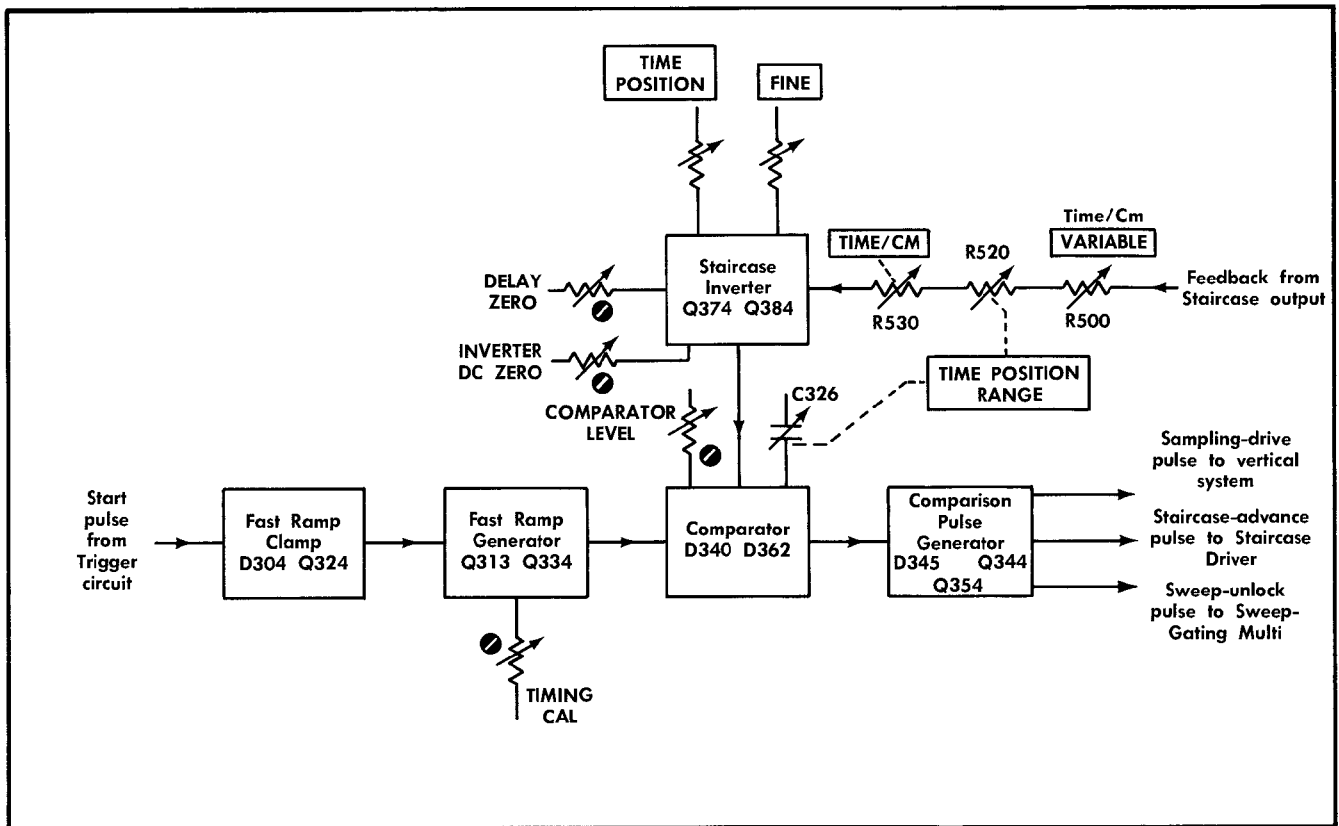 TIME
POSITION
FINE
Staircase
Inverter
Q374 Q384
DELAY
ZERO
INVERTER
DC ZERO
TIME/CM
R530
R520
Time/Cm
VARIABLE
R500
Feedback from
Staircase output
TIME POSITION
RANGE
COMPARATOR
LEVEL
C326
Start
pulse
from
Trigger
circuit
Fast Ramp
Clamp
D304 Q324
Fast Ramp
Generator
Q313 Q334
TIMING
CAL
Comparator
D340 D362
Comparison
Pulse
Generator
D345 Q344
Q354
Sampling-drive
pulse to vertical
system
Staircase-advance
pulse to Staircase
Driver
Sweep-unlock
pulse to Sweep-
Gating Multi